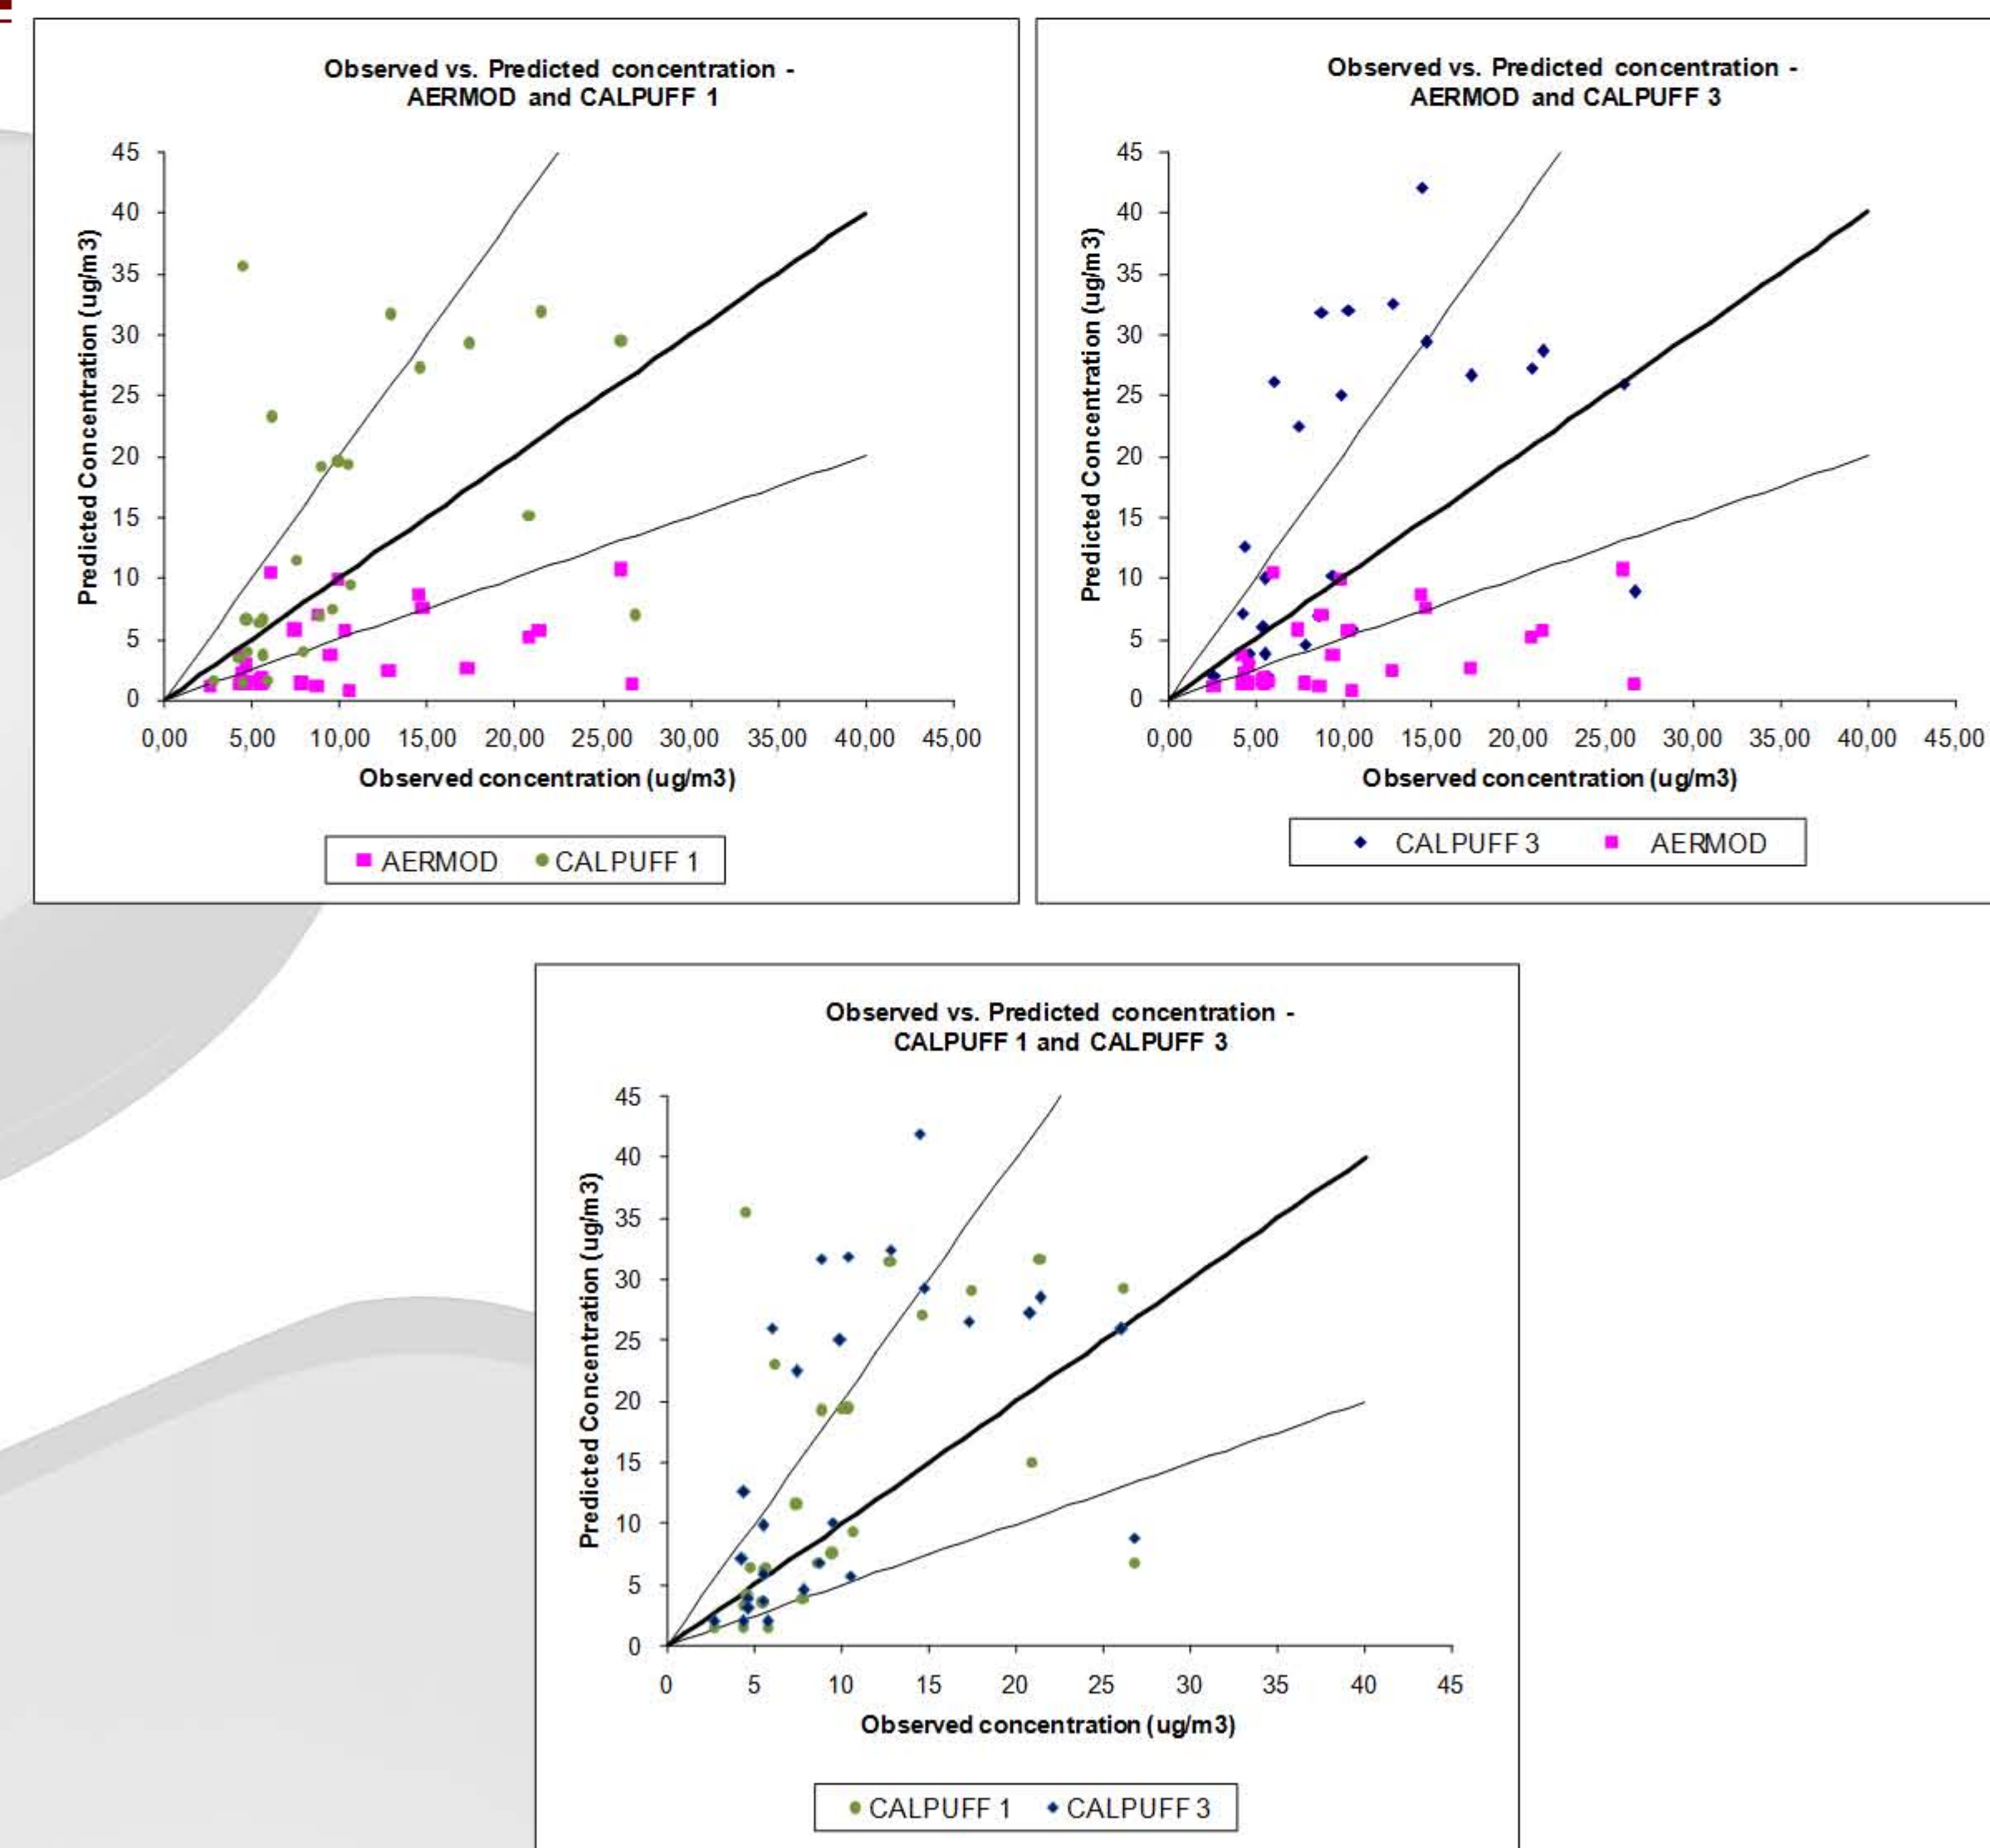 Observed vs. Predicted concentration -
AERMOD and CALPUFF 1
45
40
35
30
25
20
15
10
5
0
Predicted Concentration (ug/m3)
0,00 5,00 10,00 15,00 20,00 25,00 30,00 35,00 40,00 45,00
Observed concentration (ug/m3)
AERMOD CALPUFF 1
Observed vs. Predicted concentration -
AERMOD and CALPUFF 3
45
40
35
30
25
20
15
10
5
0
Predicted Concentration (ug/m3)
0,00 5,00 10,00 15,00 20,00 25,00 30,00 35,00 40,00 45,00
Observed concentration (ug/m3)
CALPUFF 3 AERMOD
Observed vs. Predicted concentration -
CALPUFF 1 and CALPUFF 3
45
40
35
30
25
20
15
10
5
0
Predicted Concentration (ug/m3)
0 5 10 15 20 25 30 35 40 45
Observed concentration (ug/m3)
CALPUFF 1 CALPUFF 3